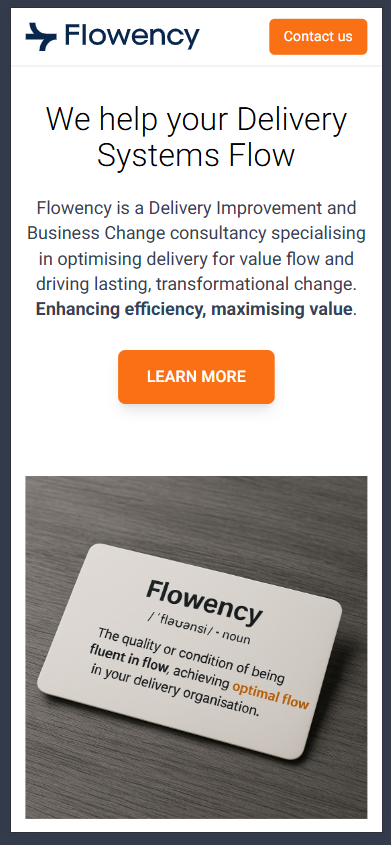 Flowency
Contact us
We help your Delivery
Systems Flow
Flowency is a Delivery Improvement and
Business Change consultancy specialising
in optimising delivery for value flow and
driving lasting, transformational change.
Enhancing efficiency, maximising value.
LEARN MORE
Flowency
/ ˈfləʊənsi/ • noun
The quality or condition of being
fluent in flow, achieving optimal flow
in your delivery organisation.